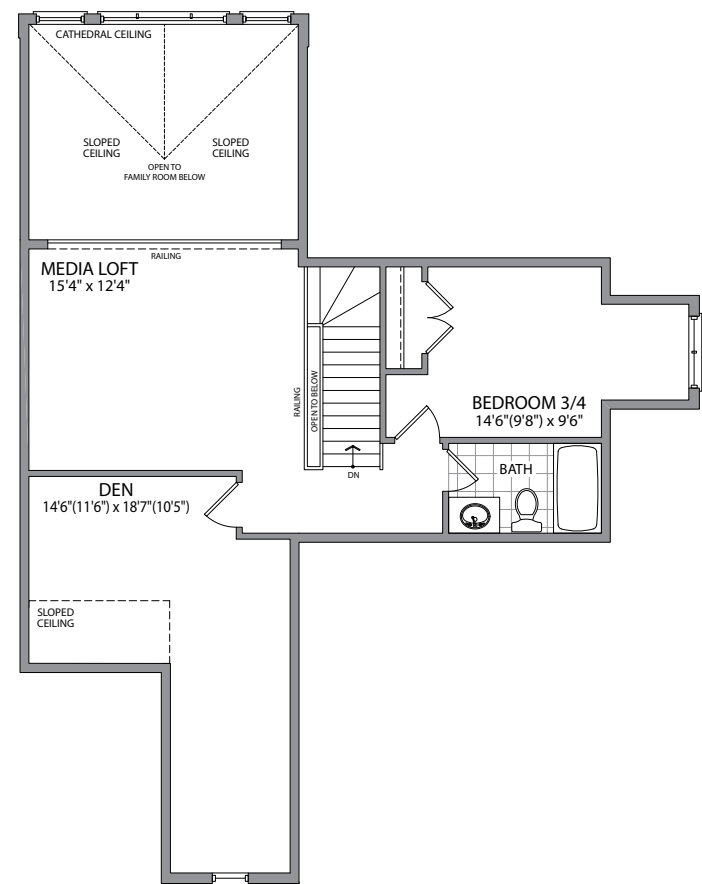 CATHEDRAL CEILING
SLOPED
CEILING
SLOPED
CEILING
OPEN TO
FAMILY ROOM BELOW
RAILING
MEDIA LOFT
15'4" x 12'4"
RAILING
OPEN TO BELOW
DN
BEDROOM 3/4
14'6"(9'8") x 9'6"
BATH
DEN
14'6"(11'6") x 18'7"(10'5")
SLOPED
CEILING